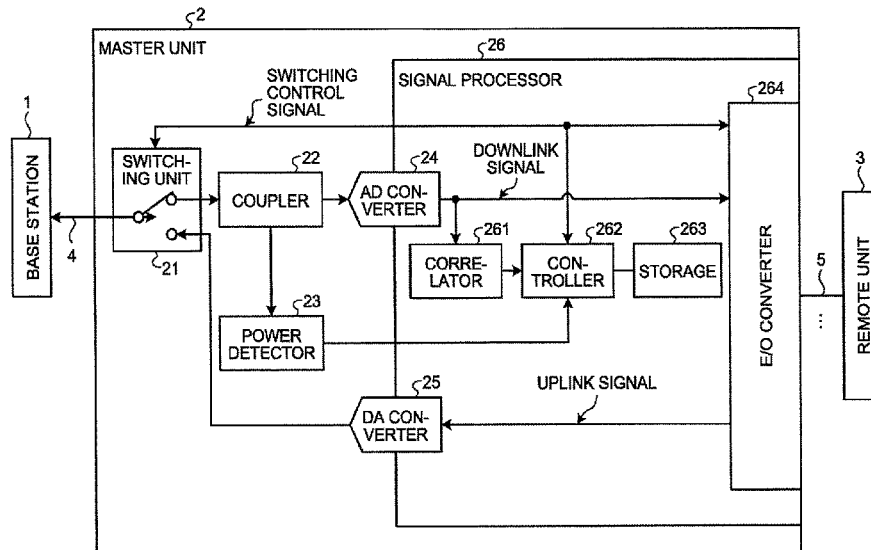 2
MASTER UNIT
26
SIGNAL PROCESSOR
SWITCHING
CONTROL
SIGNAL
264
1
BASE STATION
SWITCH-
ING UNIT
22
COUPLER
24
AD CON-
VERTER
DOWNLINK
SIGNAL
3
REMOTE UNIT
4
21
261
CORRE-
LATOR
262
CON-
TROLLER
263
STORAGE
E/O CONVERTER
5
...
23
POWER
DETECTOR
25
DA CON-
VERTER
UPLINK SIGNAL